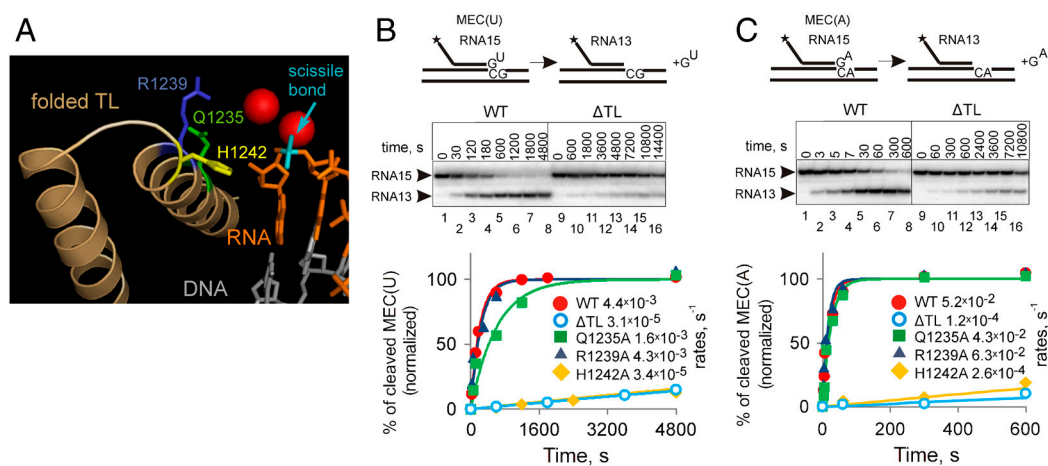 A
folded TL
R1239
Q1235
H1242
scissile
bond
RNA
DNA
B
MEC(U)
★ RNA15
G U
CG
★ RNA13
CG
+G U
WT ΔTL
time, s 0 30 120 180 600 1200 1800 4800 0 600 1800 3600 4800 7200 10800 14400
RNA15
RNA13
1 3 4 6 7 9 11 13 15
2 4 5 6 7 8 10 12 14 16
% of cleaved MEC(U)
(normalized)
100
50
0
WT 4.4×10-3
ΔTL 3.1×10-5
Q1235A 1.6×10-3
R1239A 4.3×10-3
H1242A 3.4×10-5
rates, s-1
0 1600 3200 4800
Time, s
C
MEC(A)
★ RNA15
G A
CA
★ RNA13
CA
+G A
WT ΔTL
time, s 0 3 5 7 30 60 300 600 0 60 300 600 2400 3600 7200 10800
RNA15
RNA13
1 3 5 7 9 11 13 15
2 4 6 8 10 12 14 16
% of cleaved MEC(A)
(normalized)
100
50
0
WT 5.2×10-2
ΔTL 1.2×10-4
Q1235A 4.3×10-2
R1239A 6.3×10-2
H1242A 2.6×10-4
rates, s-1
0 200 400 600
Time, s